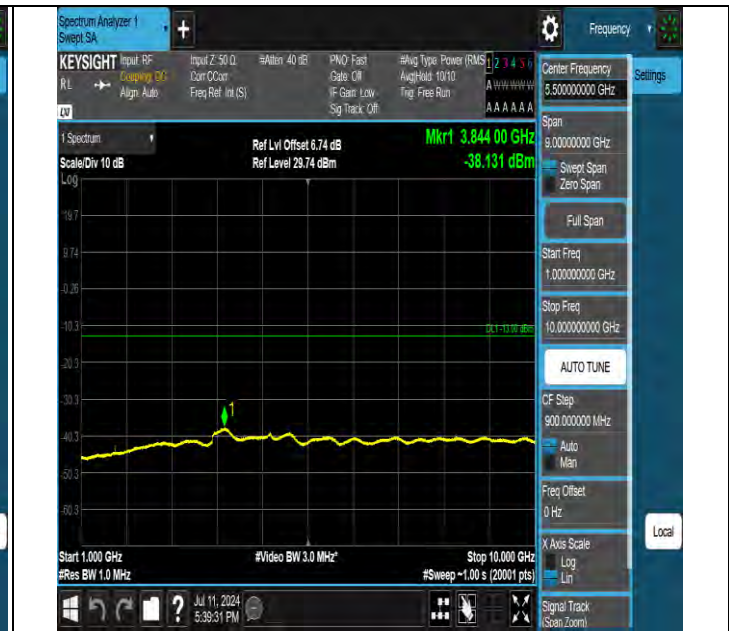 Spectrum Analyzer 1
Swept SA
+
Frequency
KEYSIGHT
RL
Input: RF
Coupling: DC
Align: Auto
Input Z: 50 Ω
Corr CCorr
Freq Ref: Int (S)
#Atten: 40 dB
PNO: Fast
Gate: Off
IF Gain: Low
Sig Track: Off
#Avg Type: Power (RMS
Avg|Hold: 10/10
Trig: Free Run
1 2 3 4 5 6
A W W W W W
A A A A A A
1 Spectrum
Scale/Div 10 dB
Log
Ref Lvl Offset 6.74 dB
Ref Level 29.74 dBm
Mkr1 3.844 00 GHz
-38.131 dBm
19.7
9.74
-0.26
-10.3
DL1 -13.00 dBm
-20.3
-30.3
1
-40.3
-50.3
-60.3
Start 1.000 GHz
#Res BW 1.0 MHz
#Video BW 3.0 MHz*
Stop 10.000 GHz
#Sweep ~1.00 s (20001 pts)
?
Jul 11, 2024
5:39:31 PM
Center Frequency
5.500000000 GHz
Settings
Span
9.00000000 GHz
Swept Span
Zero Span
Full Span
Start Freq
1.000000000 GHz
Stop Freq
10.000000000 GHz
AUTO TUNE
CF Step
900.000000 MHz
Auto
Man
Freq Offset
0 Hz
X Axis Scale
Log
Lin
Local
Signal Track
(Span Zoom)